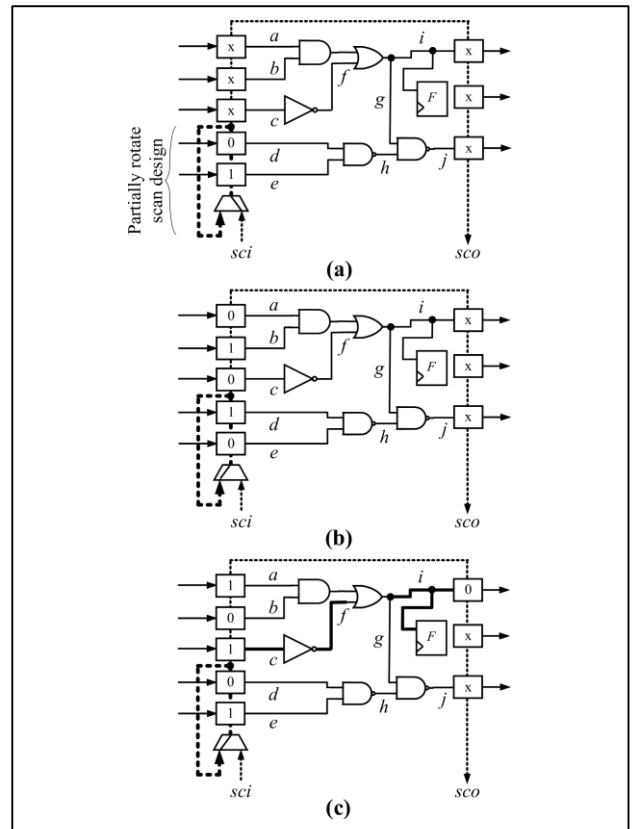 x a i x
x b f F x
x c g
Partially rotate
scan design
0 d h j x
1 e
sci sco
(a)
0 a i x
1 b f F x
0 c g
1 d h j x
0 e
sci sco
(b)
1 a i 0
0 b f F x
1 c g
0 d h j x
1 e
sci sco
(c)